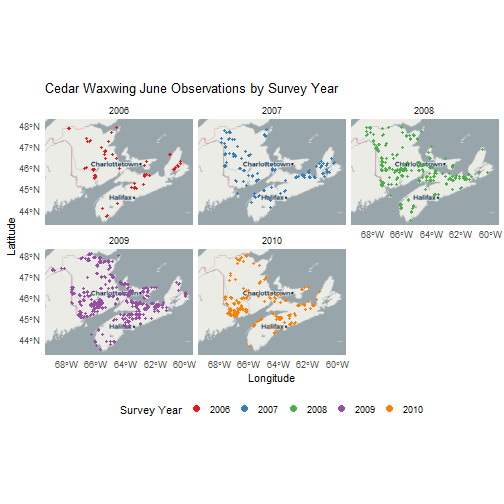 Cedar Waxwing June Observations by Survey Year
2006 2007 2008
48°N
47°N
46°N
45°N
44°N
Charlottetown
Halifax
Charlottetown
Halifax
Charlottetown
Halifax
68°W 66°W 64°W 62°W 60°W
Latitude
2009 2010
48°N
47°N
46°N
45°N
44°N
Charlottetown
Halifax
Charlottetown
Halifax
68°W 66°W 64°W 62°W 60°W 68°W 66°W 64°W 62°W 60°W
Longitude
Survey Year 2006 2007 2008 2009 2010